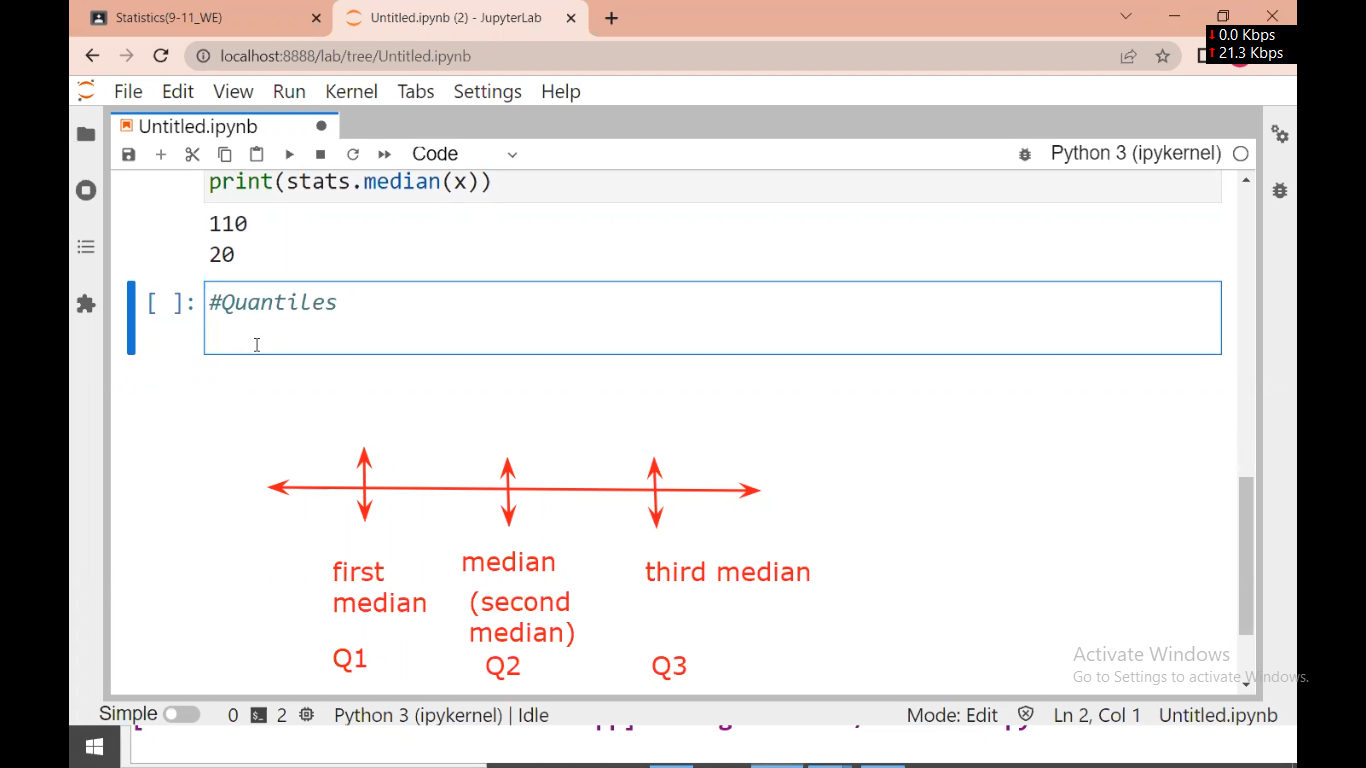 Statistics(9-11_WE)
Untitled.ipynb (2) - JupyterLab
0.0 Kbps
localhost:8888/lab/tree/Untitled.ipynb
21.3 Kbps
File Edit View Run Kernel Tabs Settings Help
Untitled.ipynb
Code
Python 3 (ipykernel)
print(stats.median(x))
110
20
[ ]: #Quantiles
first median
median
(second median)
third median
Q1
Q2
Q3
Activate Windows
Go to Settings to activate Windows.
Simple 0 2 Python 3 (ipykernel) | Idle Mode: Edit Ln 2, Col 1 Untitled.ipynb